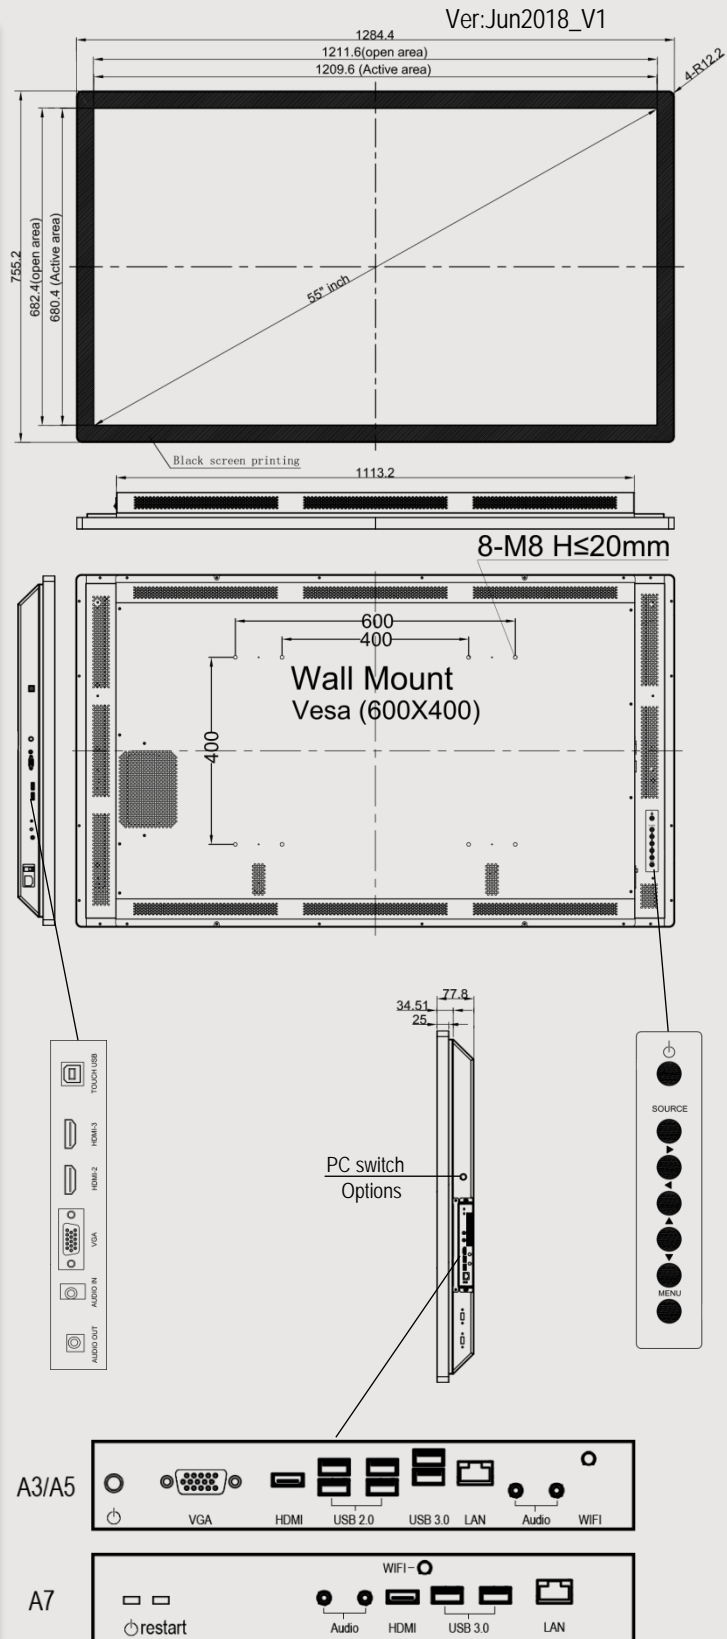 Ver:Jun2018_V1
1284.4
1211.6(open area)
1209.6 (Active area)
4-R12.2
755.2
682.4(open area)
680.4 (Active area)
55" inch
Black screen printing
1113.2
8-M8 H≤20mm
600
400
Wall Mount
Vesa (600X400)
400
77.8
34.51
25
TOUCH USB
HDMI-3
HDMI-2
VGA
AUDIO IN
AUDIO OUT
PC switch
Options
SOURCE
MENU
A3/A5
VGA HDMI USB 2.0 USB 3.0 LAN Audio WIFI
A7
WIFI
restart Audio HDMI USB 3.0 LAN